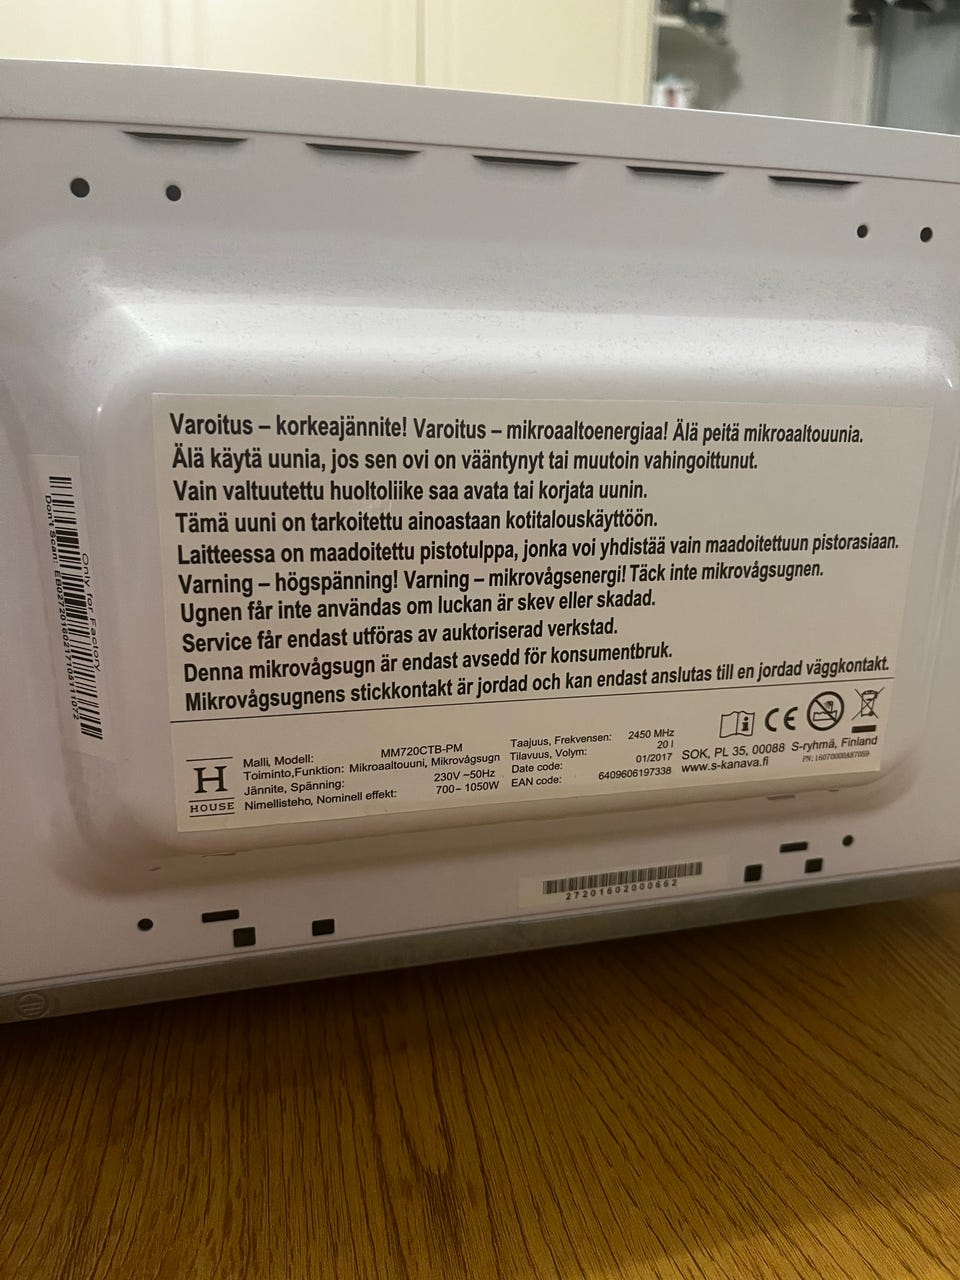 Varoitus – korkeajännite! Varoitus – mikroaaltoenergiaa! Älä peitä mikroaaltouunia.
Älä käytä uunia, jos sen ovi on vääntynyt tai muutoin vahingoittunut.
Vain valtuutettu huoltoliike saa avata tai korjata uunin.
Tämä uuni on tarkoitettu ainoastaan kotitalouskäyttöön.
Laitteessa on maadoitettu pistotulppa, jonka voi yhdistää vain maadoitettuun pistorasiaan.
Varning – högspänning! Varning – mikrovågsenergi! Täck inte mikrovågsugnen.
Ugnen får inte användas om luckan är skev eller skadad.
Service får endast utföras av auktoriserad verkstad.
Denna mikrovågsugn är endast avsedd för konsumentbruk.
Mikrovågsugnens stickkontakt är jordad och kan endast anslutas till en jordad väggkontakt.
H
HOUSE
Malli, Modell: MM720CTB-PM
Toiminto,Funktion: Mikroaaltouuni, Mikrovågsugn
Jännite, Spänning: 230V ~50Hz
Nimellisteho, Nominell effekt: 700– 1050W
Taajuus, Frekvensen: 2450 MHz
Tilavuus, Volym: 20 l
Date code: 01/2017
EAN code: 6409606197338
CE
SOK, PL 35, 00088 S-ryhmä, Finland
www.s-kanava.fi
PN: 16070000A87059
Only for Factory
Don't Scan:
27201602000662